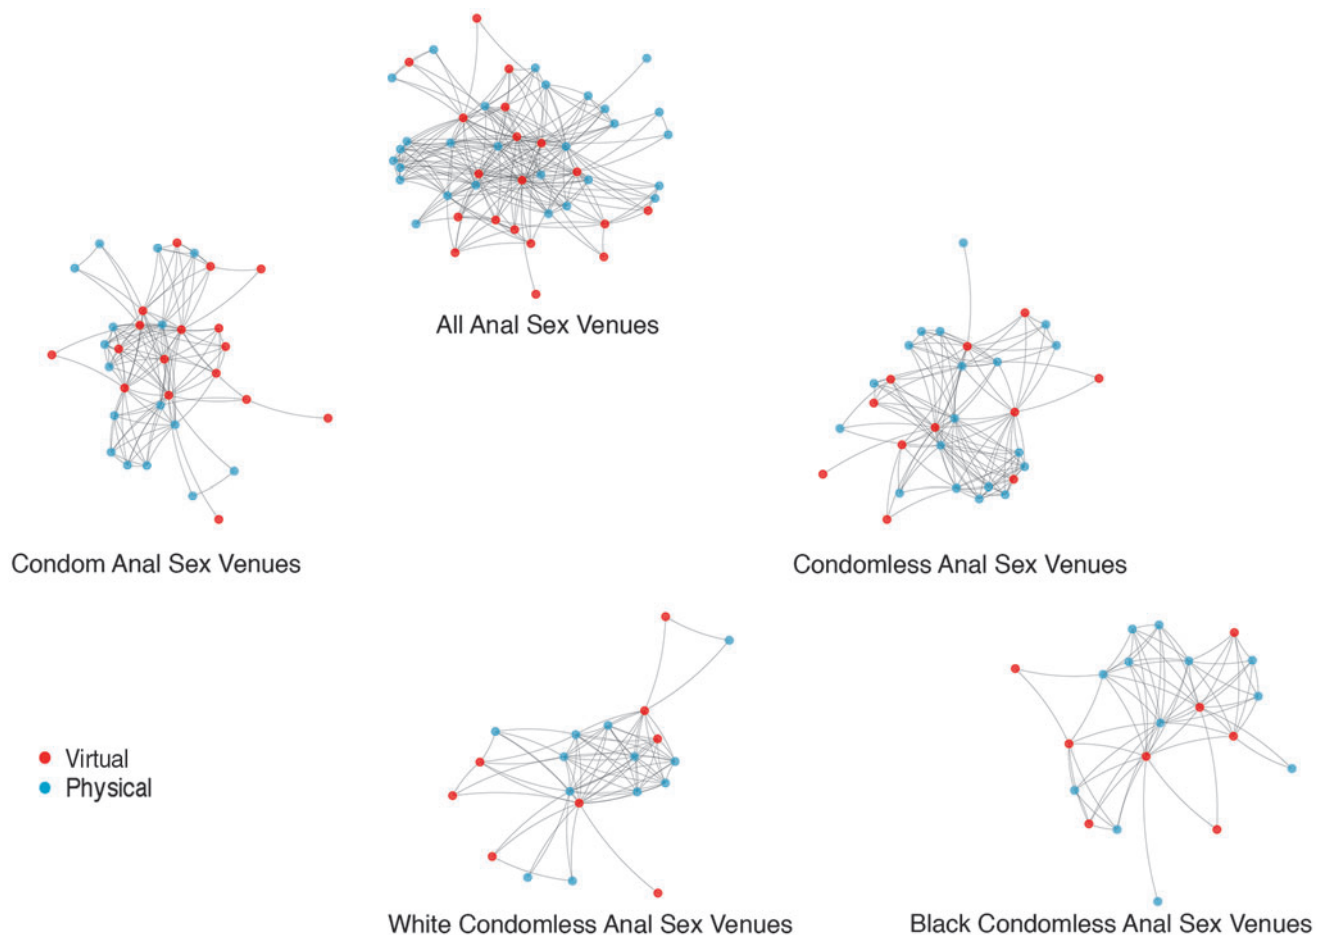 All Anal Sex Venues
Condom Anal Sex Venues
Condomless Anal Sex Venues
Virtual
Physical
White Condomless Anal Sex Venues
Black Condomless Anal Sex Venues